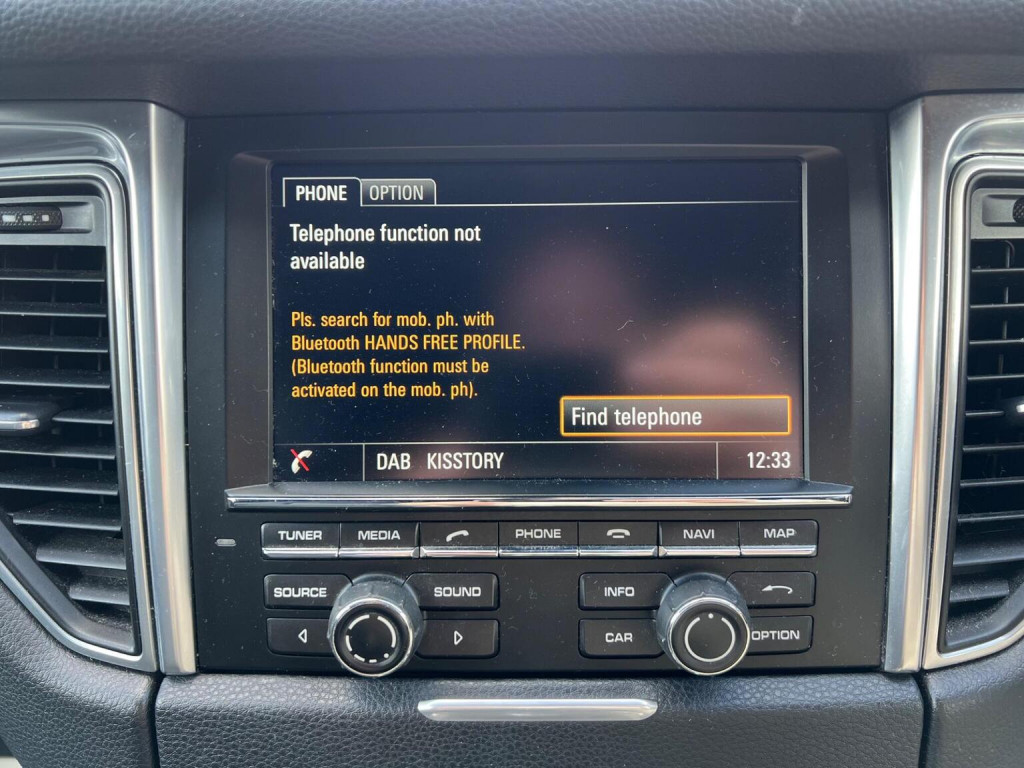 PHONE OPTION
Telephone function not
available
Pls. search for mob. ph. with
Bluetooth HANDS FREE PROFILE.
(Bluetooth function must be
activated on the mob. ph).
Find telephone
DAB KISSTORY 12:33
TUNER MEDIA PHONE NAVI MAP
SOURCE SOUND INFO
CAR OPTION